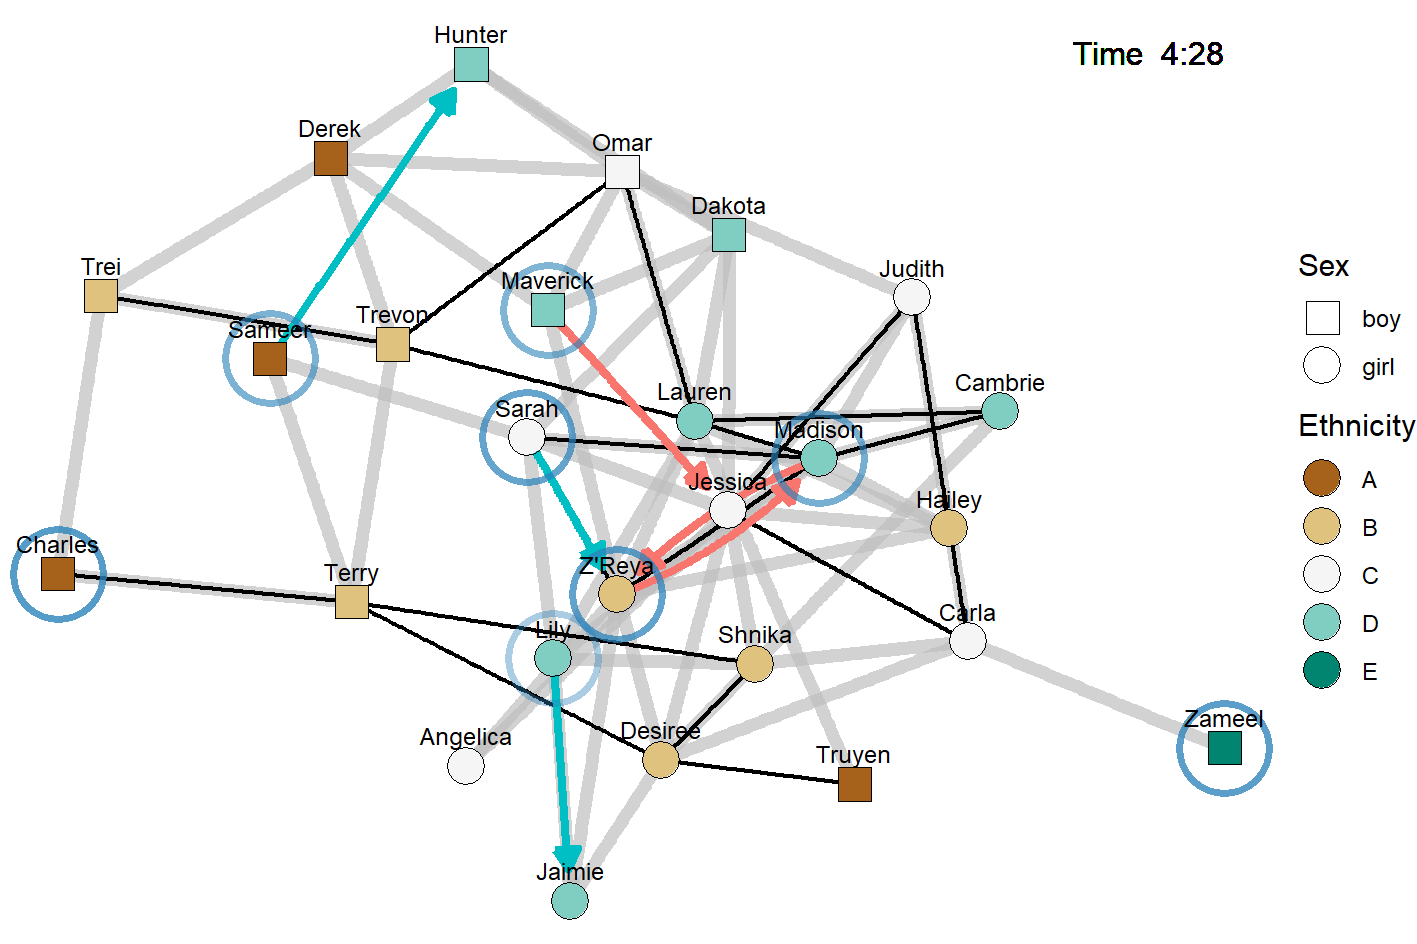 Hunter
Time 4:28
Derek
Omar
Dakota
Trei
Maverick
Judith
Sex
Sameer
Trevon
boy
girl
Lauren
Cambrie
Sarah
Madison
Ethnicity
Jessica
A
Hailey
B
Charles
Z'Reya
C
Terry
Carla
Lily
Shnika
D
E
Angelica
Desiree
Truyen
Zameel
Jaimie